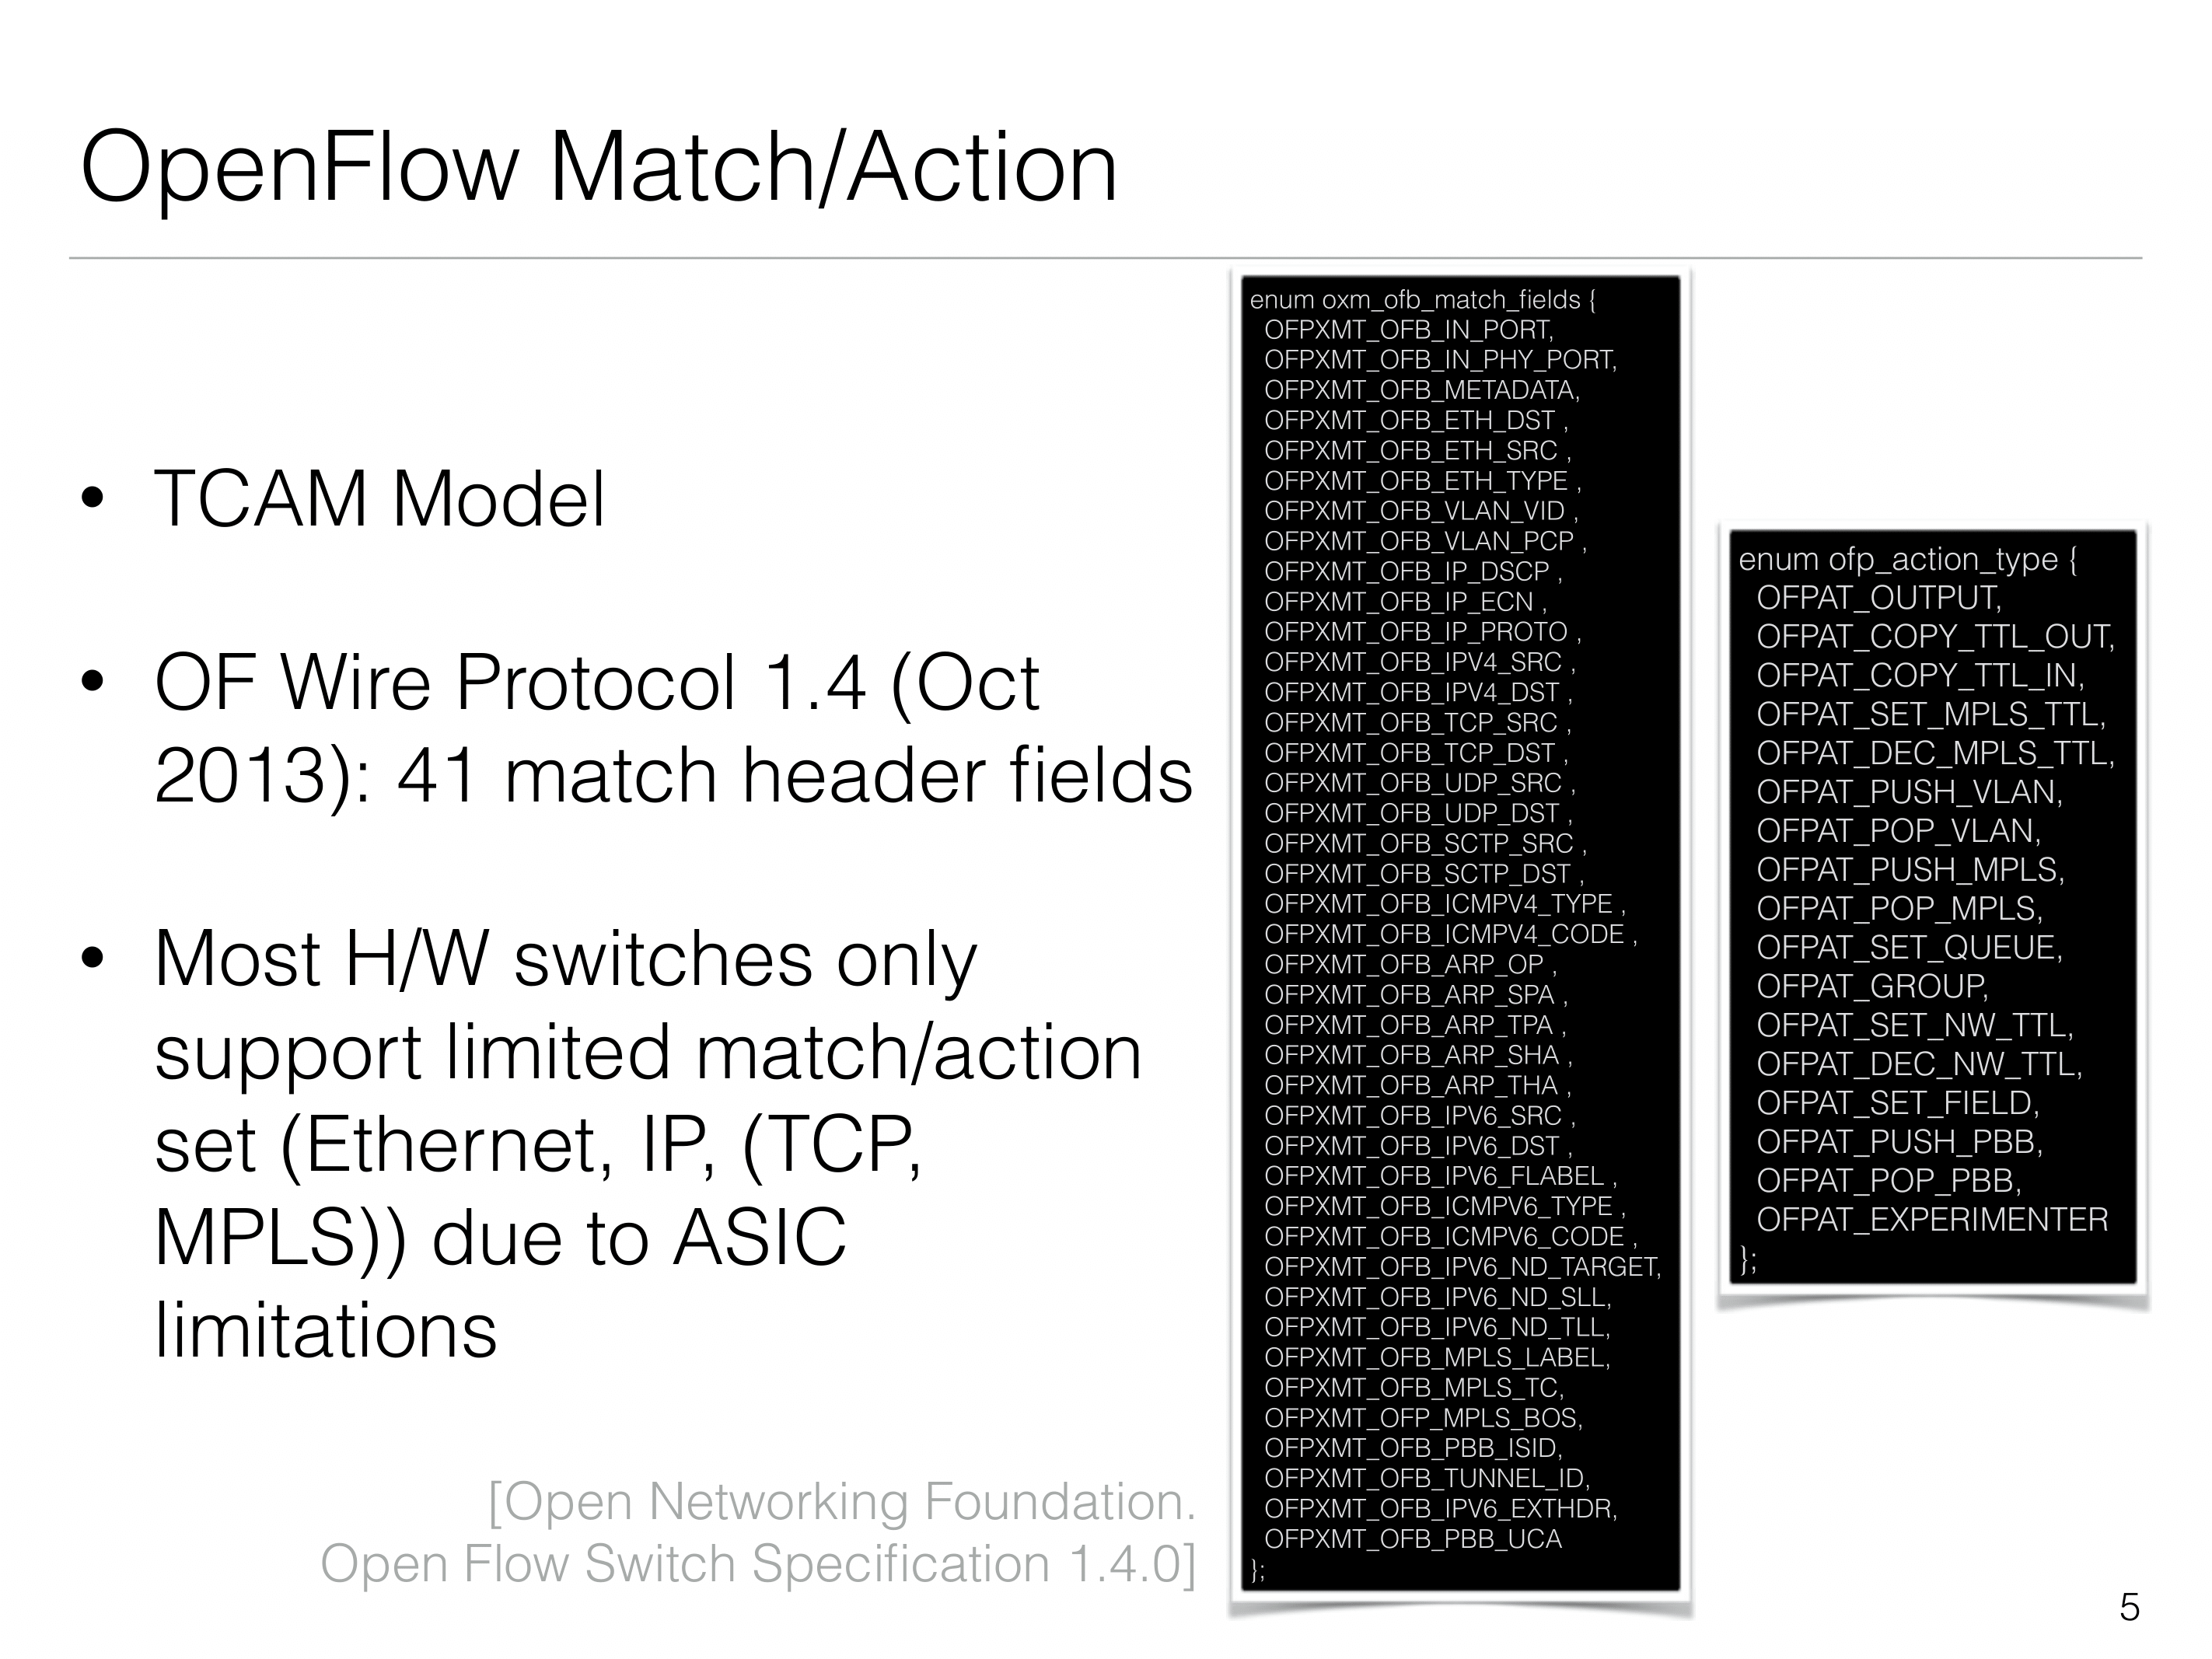 OpenFlow Match/Action
• TCAM Model
• OF Wire Protocol 1.4 (Oct
2013): 41 match header fields
• Most H/W switches only
support limited match/action
set (Ethernet, IP, (TCP,
MPLS)) due to ASIC
limitations
[Open Networking Foundation.
Open Flow Switch Specification 1.4.0]
enum oxm_ofb_match_fields {
OFPXMT_OFB_IN_PORT,
OFPXMT_OFB_IN_PHY_PORT,
OFPXMT_OFB_METADATA,
OFPXMT_OFB_ETH_DST ,
OFPXMT_OFB_ETH_SRC ,
OFPXMT_OFB_ETH_TYPE ,
OFPXMT_OFB_VLAN_VID ,
OFPXMT_OFB_VLAN_PCP ,
OFPXMT_OFB_IP_DSCP ,
OFPXMT_OFB_IP_ECN ,
OFPXMT_OFB_IP_PROTO ,
OFPXMT_OFB_IPV4_SRC ,
OFPXMT_OFB_IPV4_DST ,
OFPXMT_OFB_TCP_SRC ,
OFPXMT_OFB_TCP_DST ,
OFPXMT_OFB_UDP_SRC ,
OFPXMT_OFB_UDP_DST ,
OFPXMT_OFB_SCTP_SRC ,
OFPXMT_OFB_SCTP_DST ,
OFPXMT_OFB_ICMPV4_TYPE ,
OFPXMT_OFB_ICMPV4_CODE ,
OFPXMT_OFB_ARP_OP ,
OFPXMT_OFB_ARP_SPA ,
OFPXMT_OFB_ARP_TPA ,
OFPXMT_OFB_ARP_SHA ,
OFPXMT_OFB_ARP_THA ,
OFPXMT_OFB_IPV6_SRC ,
OFPXMT_OFB_IPV6_DST ,
OFPXMT_OFB_IPV6_FLABEL ,
OFPXMT_OFB_ICMPV6_TYPE ,
OFPXMT_OFB_ICMPV6_CODE ,
OFPXMT_OFB_IPV6_ND_TARGET,
OFPXMT_OFB_IPV6_ND_SLL,
OFPXMT_OFB_IPV6_ND_TLL,
OFPXMT_OFB_MPLS_LABEL,
OFPXMT_OFB_MPLS_TC,
OFPXMT_OFP_MPLS_BOS,
OFPXMT_OFB_PBB_ISID,
OFPXMT_OFB_TUNNEL_ID,
OFPXMT_OFB_IPV6_EXTHDR,
OFPXMT_OFB_PBB_UCA
};
enum ofp_action_type {
OFPAT_OUTPUT,
OFPAT_COPY_TTL_OUT,
OFPAT_COPY_TTL_IN,
OFPAT_SET_MPLS_TTL,
OFPAT_DEC_MPLS_TTL,
OFPAT_PUSH_VLAN,
OFPAT_POP_VLAN,
OFPAT_PUSH_MPLS,
OFPAT_POP_MPLS,
OFPAT_SET_QUEUE,
OFPAT_GROUP,
OFPAT_SET_NW_TTL,
OFPAT_DEC_NW_TTL,
OFPAT_SET_FIELD,
OFPAT_PUSH_PBB,
OFPAT_POP_PBB,
OFPAT_EXPERIMENTER
};
5